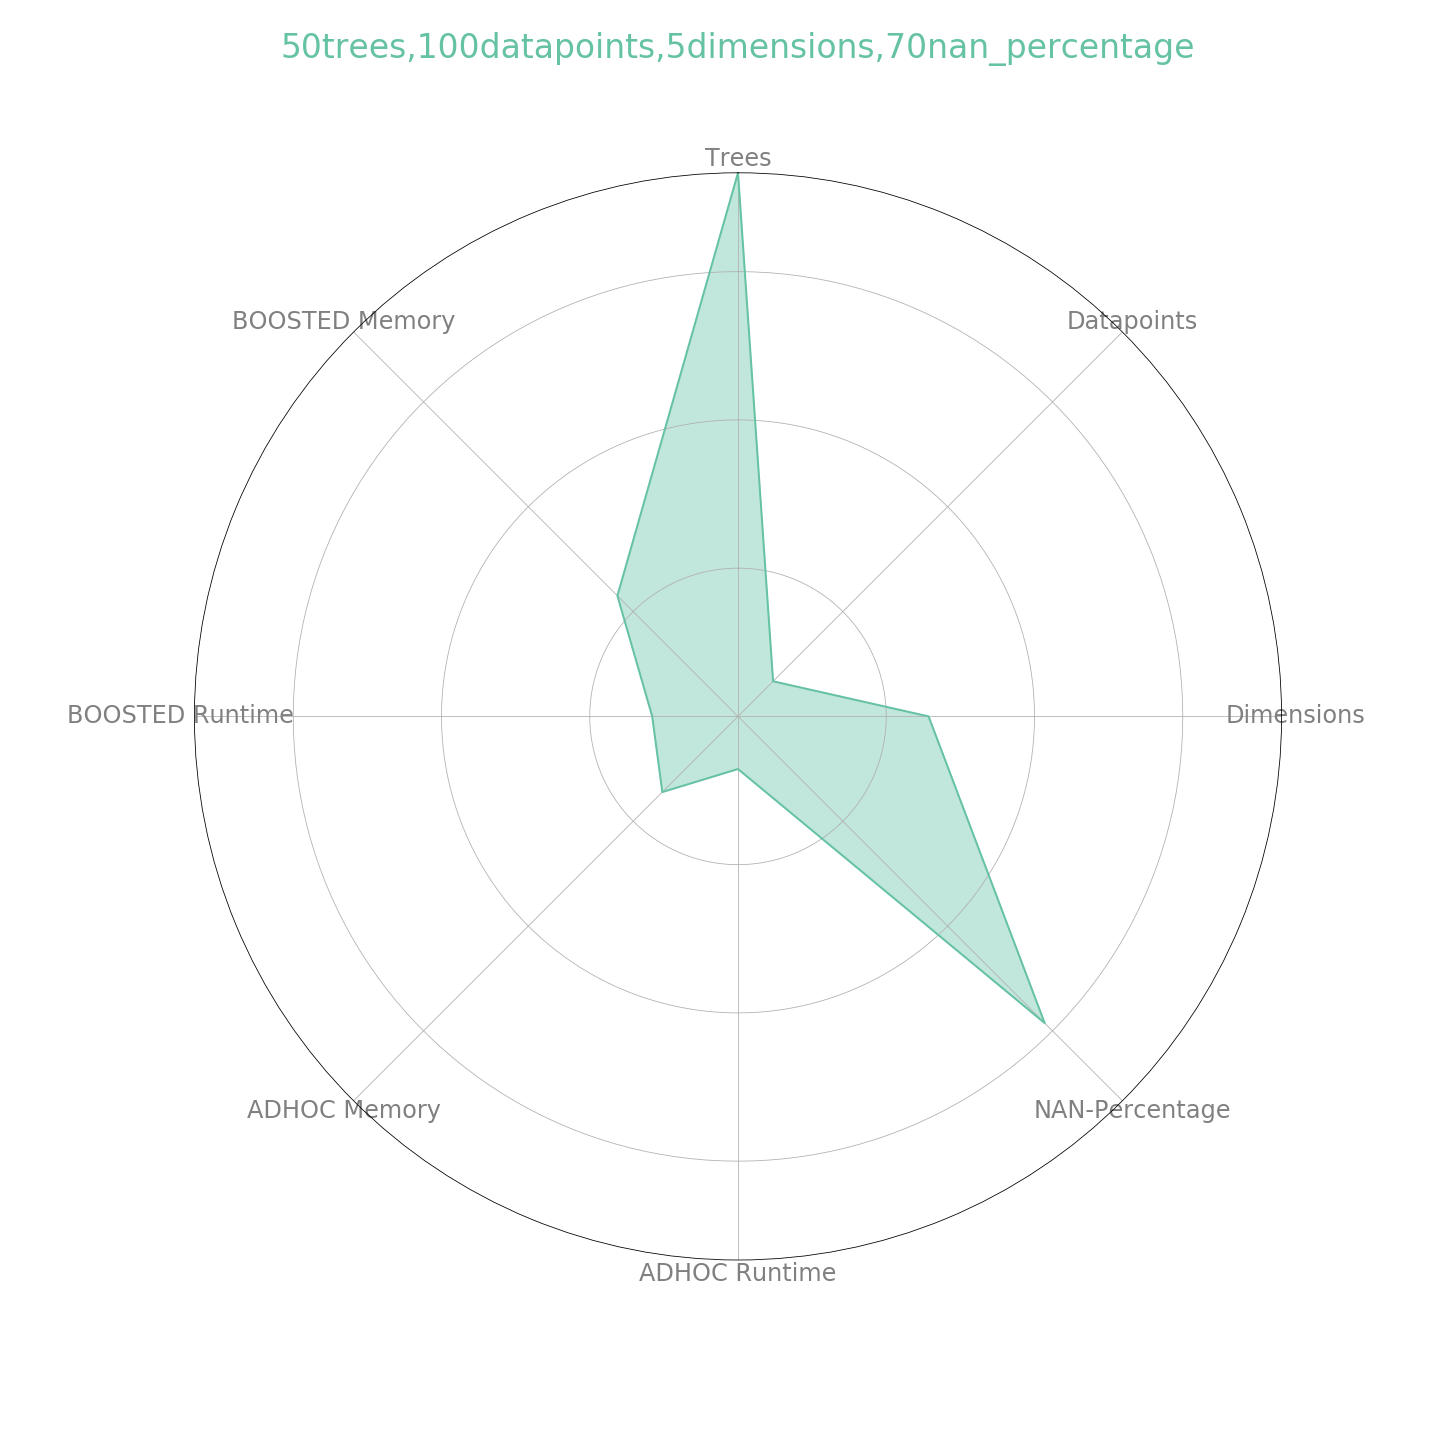 50trees,100datapoints,5dimensions,70nan_percentage
Trees
BOOSTED Memory
Datapoints
BOOSTED Runtime
Dimensions
ADHOC Memory
NAN-Percentage
ADHOC Runtime